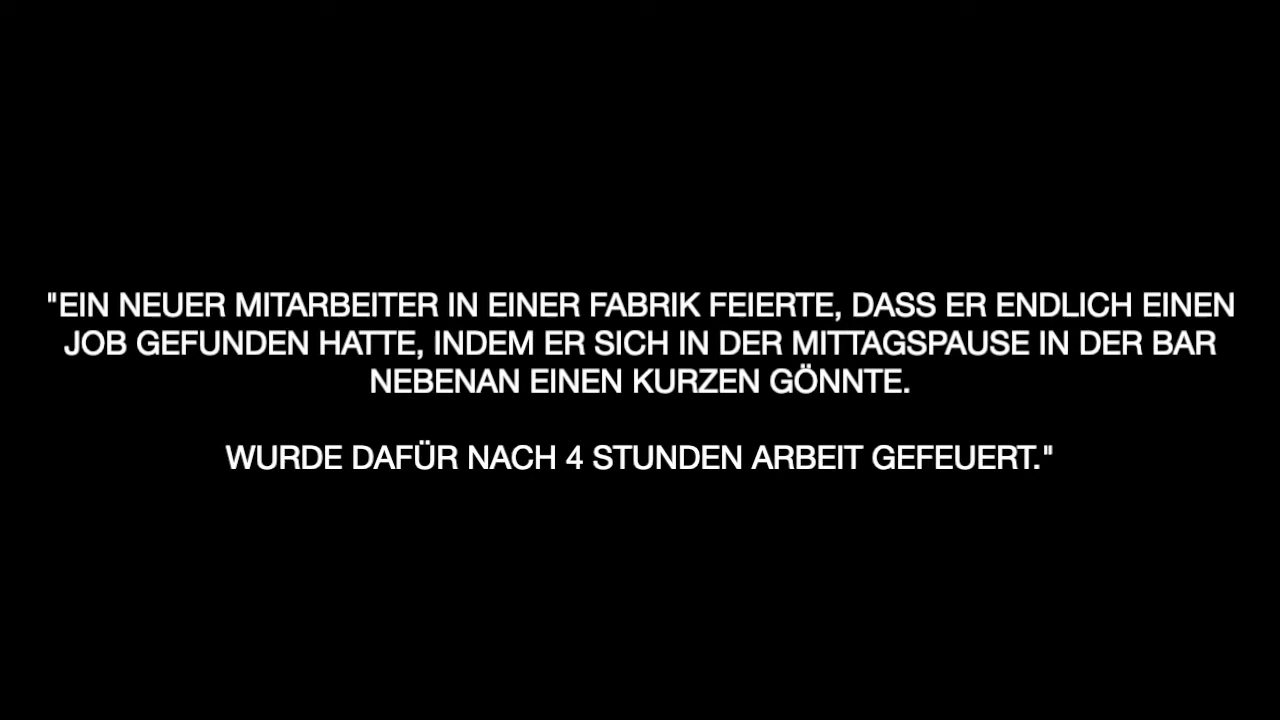 "EIN NEUER MITARBEITER IN EINER FABRIK FEIERTE, DASS ER ENDLICH EINEN
JOB GEFUNDEN HATTE, INDEM ER SICH IN DER MITTAGSPAUSE IN DER BAR
NEBENAN EINEN KURZEN GÖNNTE.
WURDE DAFÜR NACH 4 STUNDEN ARBEIT GEFEUERT."